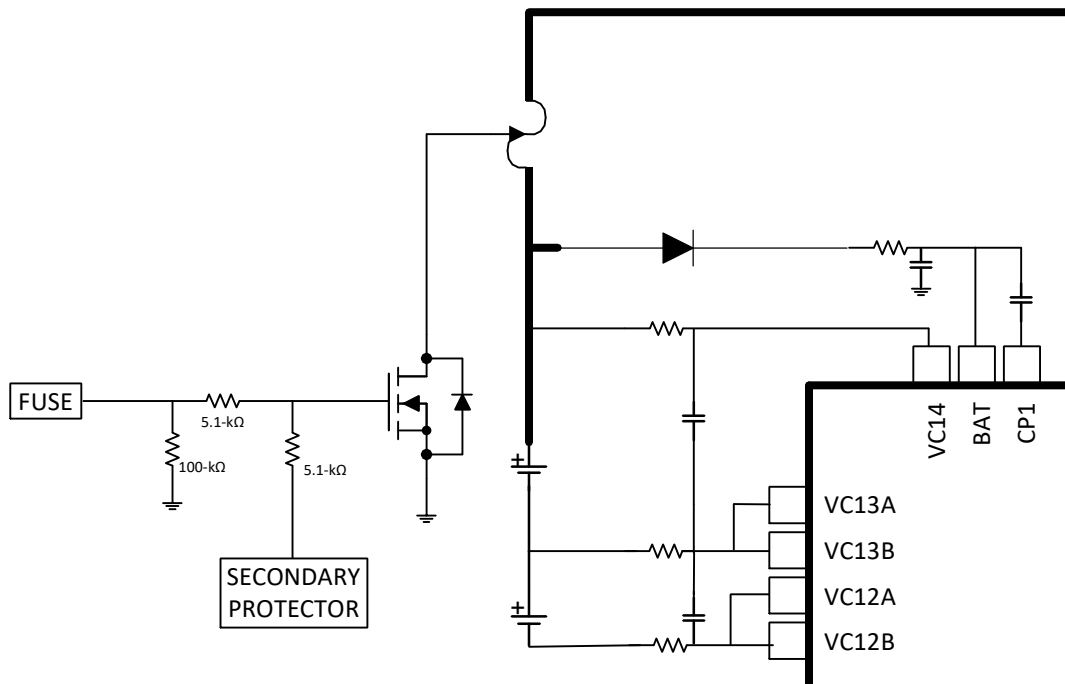 FUSE
5.1-kΩ
100-kΩ
5.1-kΩ
SECONDARY
PROTECTOR
+
+
VC14
BAT
CP1
VC13A
VC13B
VC12A
VC12B